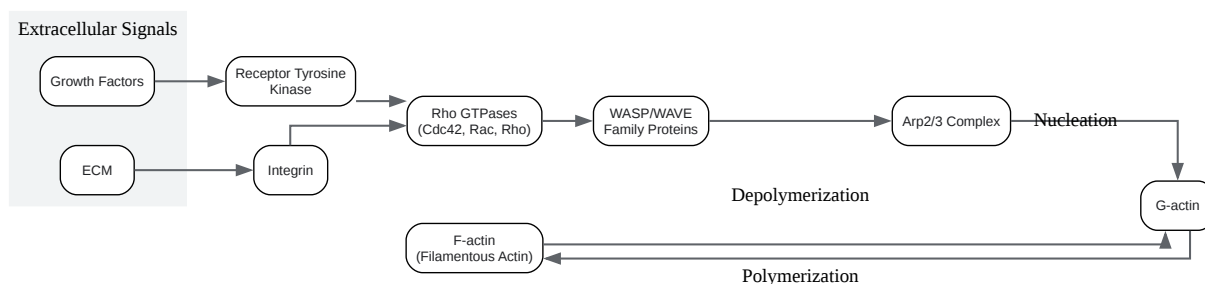 Extracellular Signals
Growth Factors
Receptor Tyrosine
Kinase
Rho GTPases
(Cdc42, Rac, Rho)
WASP/WAVE
Family Proteins
Arp2/3 Complex
Nucleation
ECM
Integrin
Depolymerization
G-actin
F-actin
(Filamentous Actin)
Polymerization